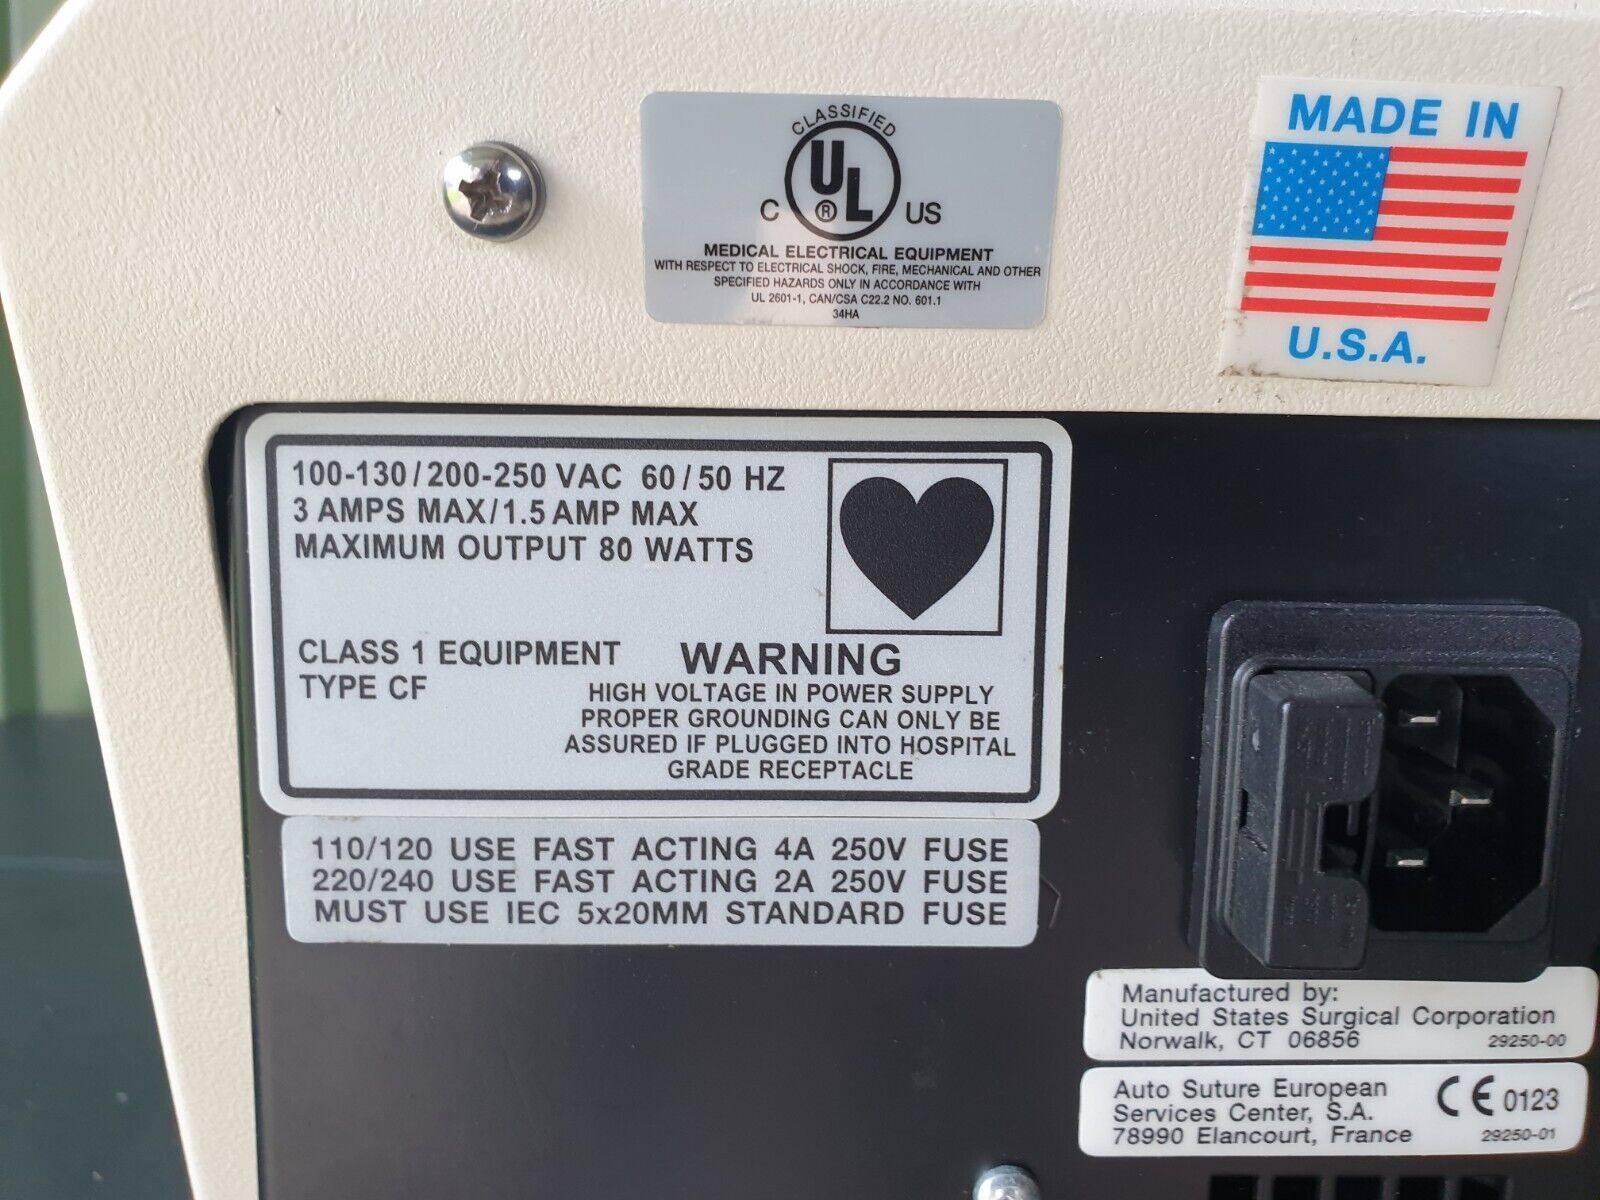 CLASSIFIED
C UL ® US
MEDICAL ELECTRICAL EQUIPMENT
WITH RESPECT TO ELECTRICAL SHOCK, FIRE, MECHANICAL AND OTHER
SPECIFIED HAZARDS ONLY IN ACCORDANCE WITH
UL 2601-1, CAN/CSA C22.2 NO. 601.1
34HA
MADE IN
U.S.A.
100-130/200-250 VAC 60/50 HZ
3 AMPS MAX/1.5 AMP MAX
MAXIMUM OUTPUT 80 WATTS
CLASS 1 EQUIPMENT
TYPE CF
WARNING
HIGH VOLTAGE IN POWER SUPPLY
PROPER GROUNDING CAN ONLY BE
ASSURED IF PLUGGED INTO HOSPITAL
GRADE RECEPTACLE
110/120 USE FAST ACTING 4A 250V FUSE
220/240 USE FAST ACTING 2A 250V FUSE
MUST USE IEC 5x20MM STANDARD FUSE
Manufactured by:
United States Surgical Corporation
Norwalk, CT 06856 29250-00
Auto Suture European
Services Center, S.A.
78990 Elancourt, France
CE 0123
29250-01